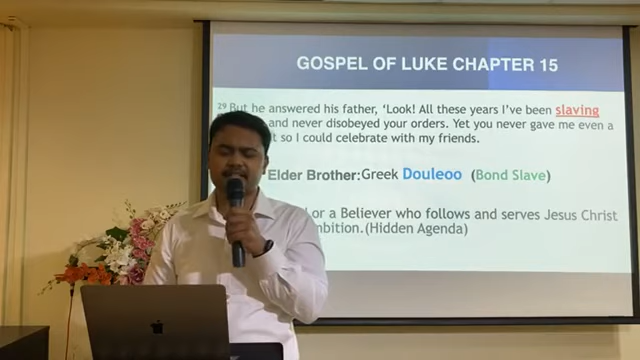 GOSPEL OF LUKE CHAPTER 15
29 But he answered his father, 'Look! All these years I've been slaving
and never disobeyed your orders. Yet you never gave me even a
t so I could celebrate with my friends.
Elder Brother:Greek Douleoo (Bond Slave)
or a Believer who follows and serves Jesus Christ
mbition.(Hidden Agenda)